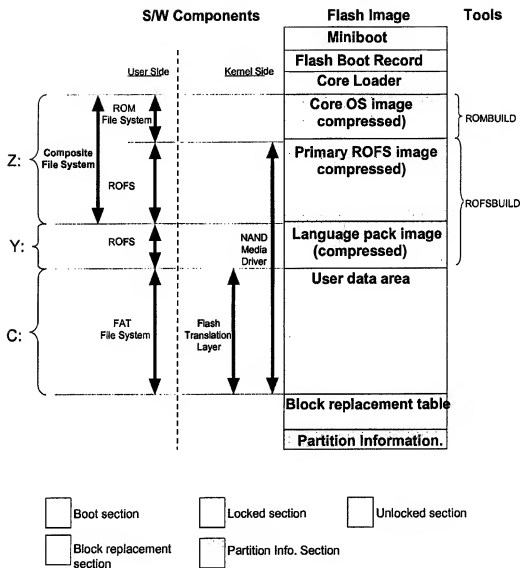 S/W Components
Flash Image
Tools
Miniboot
User Side
Kernel Side
Flash Boot Record
Core Loader
ROM
File System
Core OS image
compressed)
ROMBUILD
Z:
Composite
File System
ROFS
Primary ROFS image
compressed)
ROFSBUILD
Y:
ROFS
NAND
Media
Driver
Language pack image
(compressed)
User data area
C:
FAT
File System
Flash
Translation
Layer
Block replacement table
Partition Information.
Boot section
Locked section
Unlocked section
Block replacement
section
Partition Info. Section